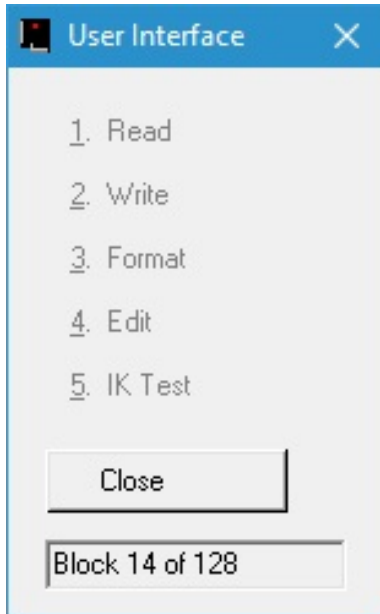 User Interface
1. Read
2. Write
3. Format
4. Edit
5. IK Test
Close
Block 14 of 128